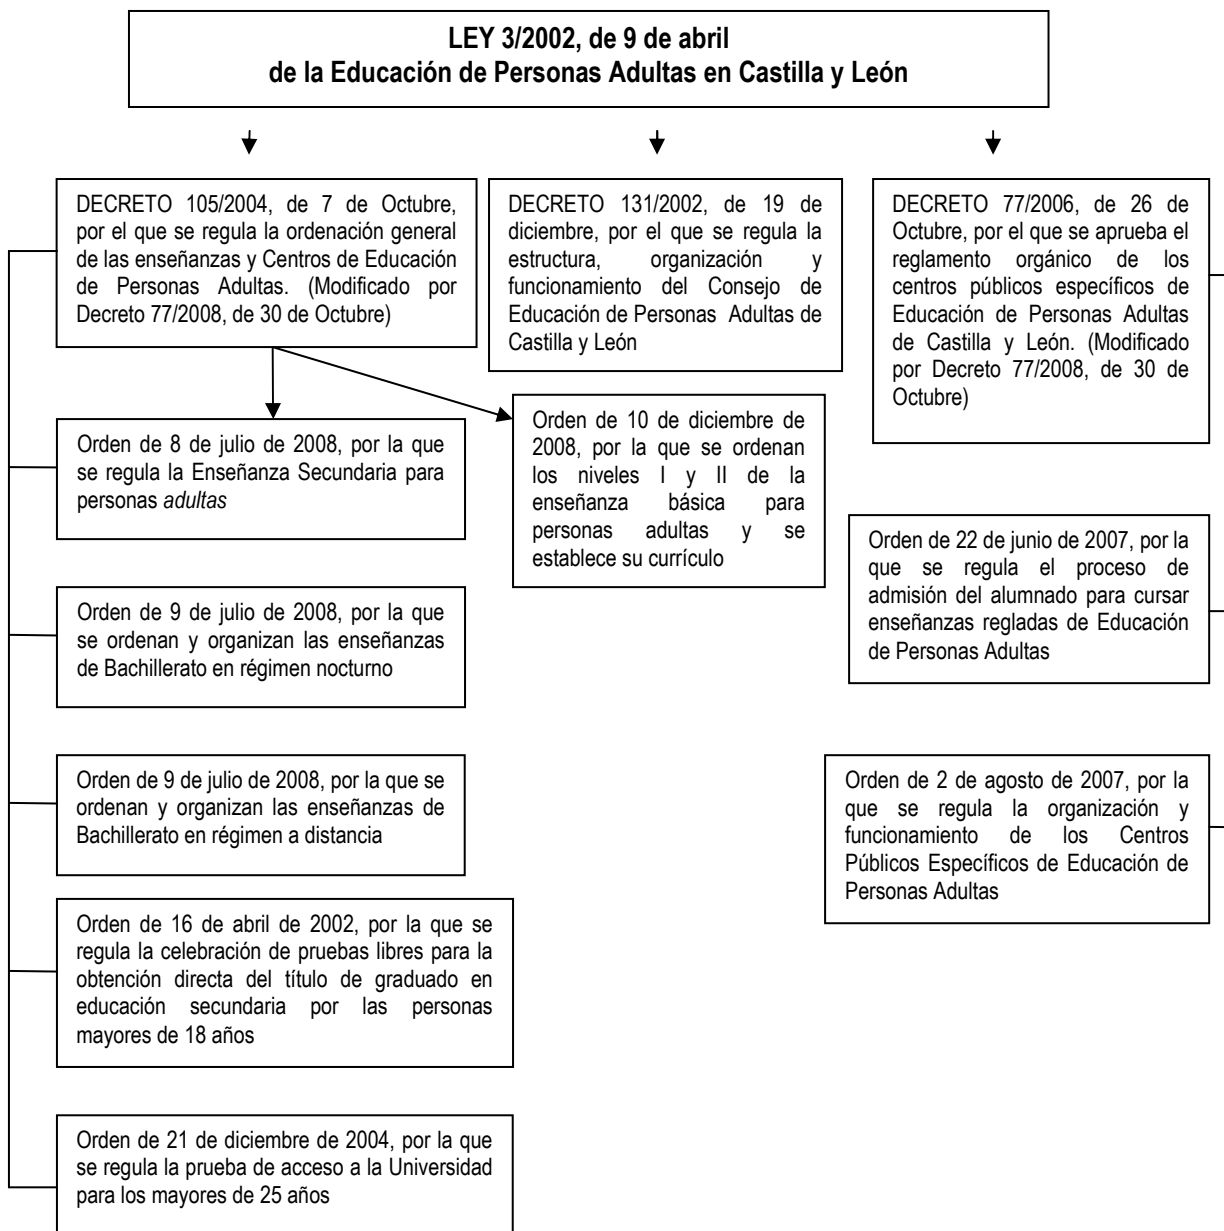 LEY 3/2002, de 9 de abril
de la Educación de Personas Adultas en Castilla y León
DECRETO 105/2004, de 7 de Octubre,
por el que se regula la ordenación general
de las enseñanzas y Centros de Educación
de Personas Adultas. (Modificado por
Decreto 77/2008, de 30 de Octubre)
DECRETO 131/2002, de 19 de
diciembre, por el que se regula la
estructura, organización y
funcionamiento del Consejo de
Educación de Personas Adultas de
Castilla y León
DECRETO 77/2006, de 26 de
Octubre, por el que se aprueba el
reglamento orgánico de los
centros públicos específicos de
Educación de Personas Adultas
de Castilla y León. (Modificado
por Decreto 77/2008, de 30 de
Octubre)
Orden de 8 de julio de 2008, por la que
se regula la Enseñanza Secundaria para
personas adultas
Orden de 10 de diciembre de
2008, por la que se ordenan
los niveles I y II de la
enseñanza básica para
personas adultas y se
establece su currículo
Orden de 22 de junio de 2007, por la
que se regula el proceso de
admisión del alumnado para cursar
enseñanzas regladas de Educación
de Personas Adultas
Orden de 9 de julio de 2008, por la que
se ordenan y organizan las enseñanzas
de Bachillerato en régimen nocturno
Orden de 9 de julio de 2008, por la que se
ordenan y organizan las enseñanzas de
Bachillerato en régimen a distancia
Orden de 2 de agosto de 2007, por la
que se regula la organización y
funcionamiento de los Centros
Públicos Específicos de Educación de
Personas Adultas
Orden de 16 de abril de 2002, por la que se
regula la celebración de pruebas libres para la
obtención directa del título de graduado en
educación secundaria por las personas
mayores de 18 años
Orden de 21 de diciembre de 2004, por la que
se regula la prueba de acceso a la Universidad
para los mayores de 25 años